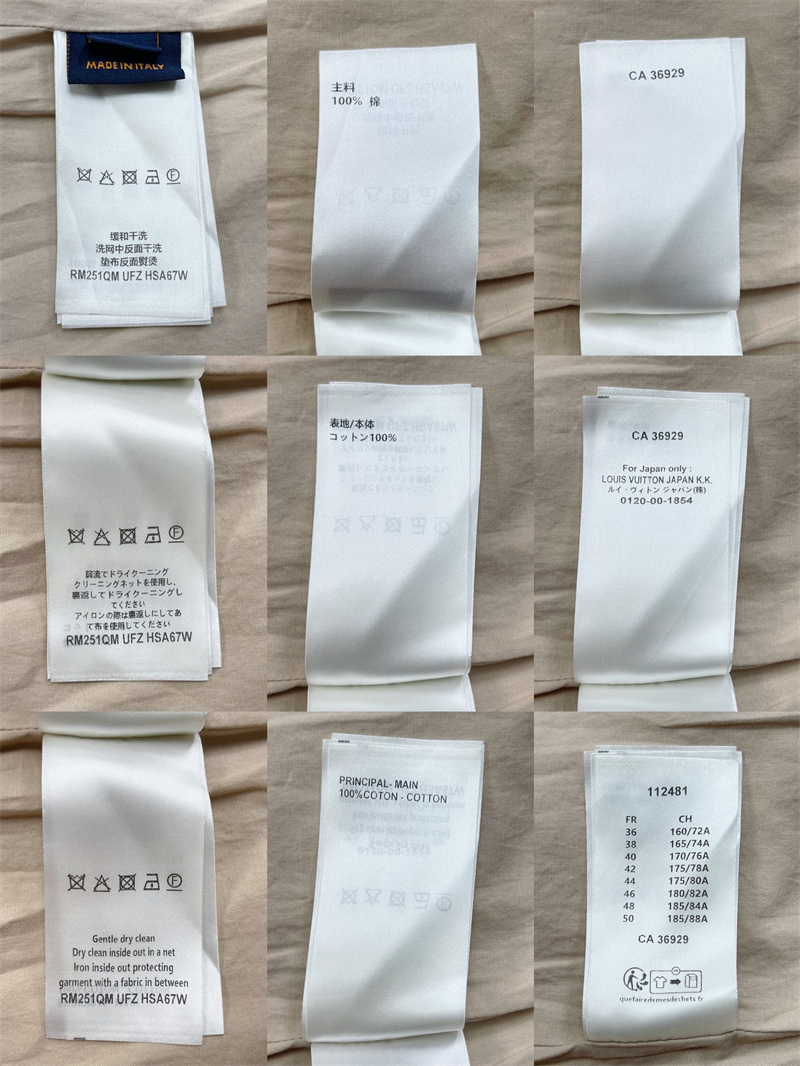 MADE IN ITALY
缓和干洗
洗网中反面干洗
垫布反面熨烫
RM251QM UFZ HSA67W
主料
100% 棉
CA 36929
弱流でドライクーニング
クリーニングネットを使用し、
裏返してドライクリーニングし
てください
アイロンの際は裏返しにしてあ
て布を使用してください
RM251QM UFZ HSA67W
表地/本体
コットン100%
CA 36929
For Japan only :
LOUIS VUITTON JAPAN K.K.
ルイ・ヴィトン ジャパン(株)
0120-00-1854
Gentle dry clean
Dry clean inside out in a net
Iron inside out protecting
garment with a fabric in between
RM251QM UFZ HSA67W
PRINCIPAL- MAIN
100%COTON - COTTON
112481
FR CH
36 160/72A
38 165/74A
40 170/76A
42 175/78A
44 175/80A
46 180/82A
48 185/84A
50 185/88A
CA 36929
FR
quefairedemesdechets.fr